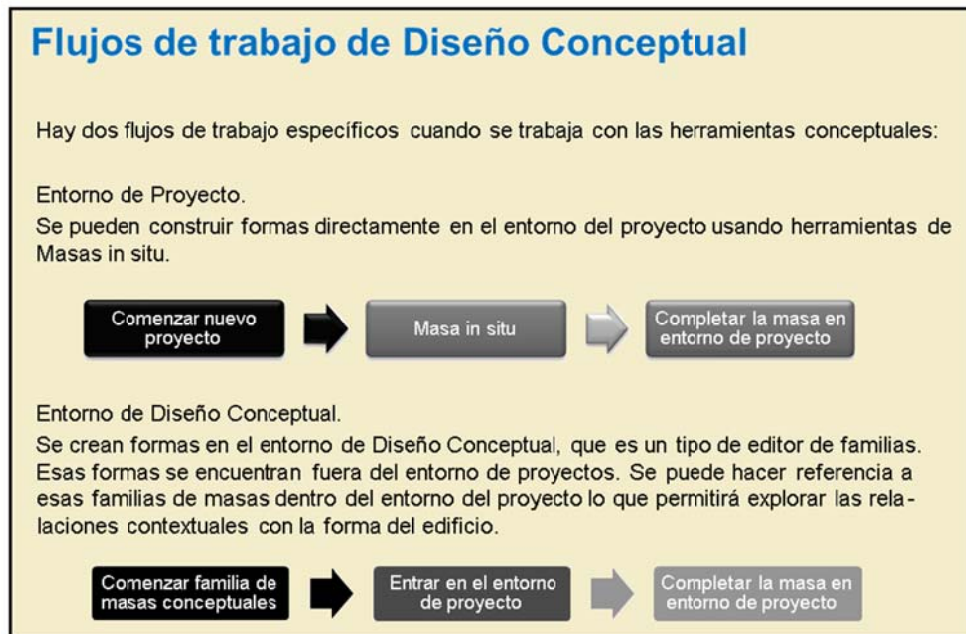 Flujos de trabajo de Diseño Conceptual
Hay dos flujos de trabajo específicos cuando se trabaja con las herramientas conceptuales:
Entorno de Proyecto.
Se pueden construir formas directamente en el entorno del proyecto usando herramientas de
Masas in situ.
Comenzar nuevo
proyecto
Masa in situ
Completar la masa en
entorno de proyecto
Entorno de Diseño Conceptual.
Se crean formas en el entorno de Diseño Conceptual, que es un tipo de editor de familias.
Esas formas se encuentran fuera del entorno de proyectos. Se puede hacer referencia a
esas familias de masas dentro del entorno del proyecto lo que permitirá explorar las rela-
laciones contextuales con la forma del edificio.
Comenzar familia de
masas conceptuales
Entrar en el entorno
de proyecto
Completar la masa en
entorno de proyecto